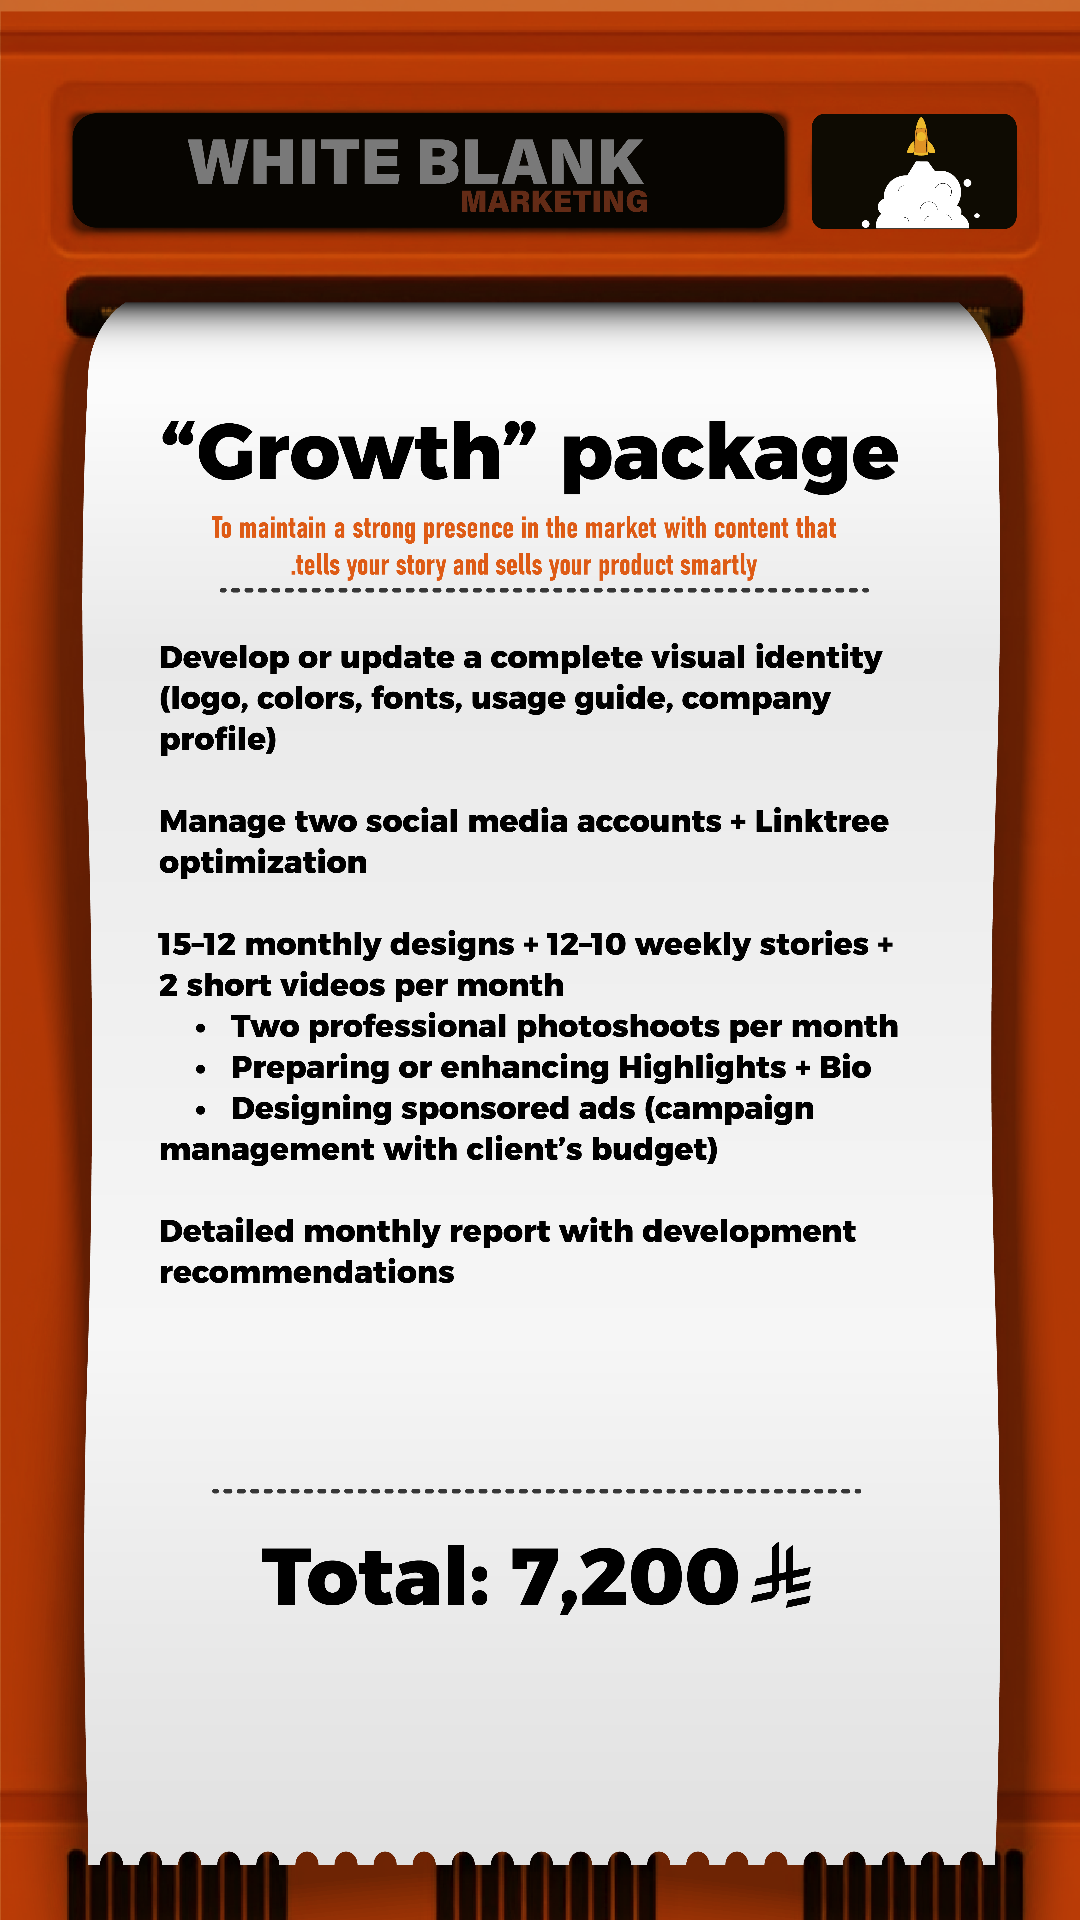 WHITE BLANK
MARKETING
“Growth” package
To maintain a strong presence in the market with content that
.tells your story and sells your product smartly
Develop or update a complete visual identity
(logo, colors, fonts, usage guide, company
profile)
Manage two social media accounts + Linktree
optimization
15–12 monthly designs + 12–10 weekly stories +
2 short videos per month
• Two professional photoshoots per month
• Preparing or enhancing Highlights + Bio
• Designing sponsored ads (campaign
management with client’s budget)
Detailed monthly report with development
recommendations
Total: 7,200 ⃁